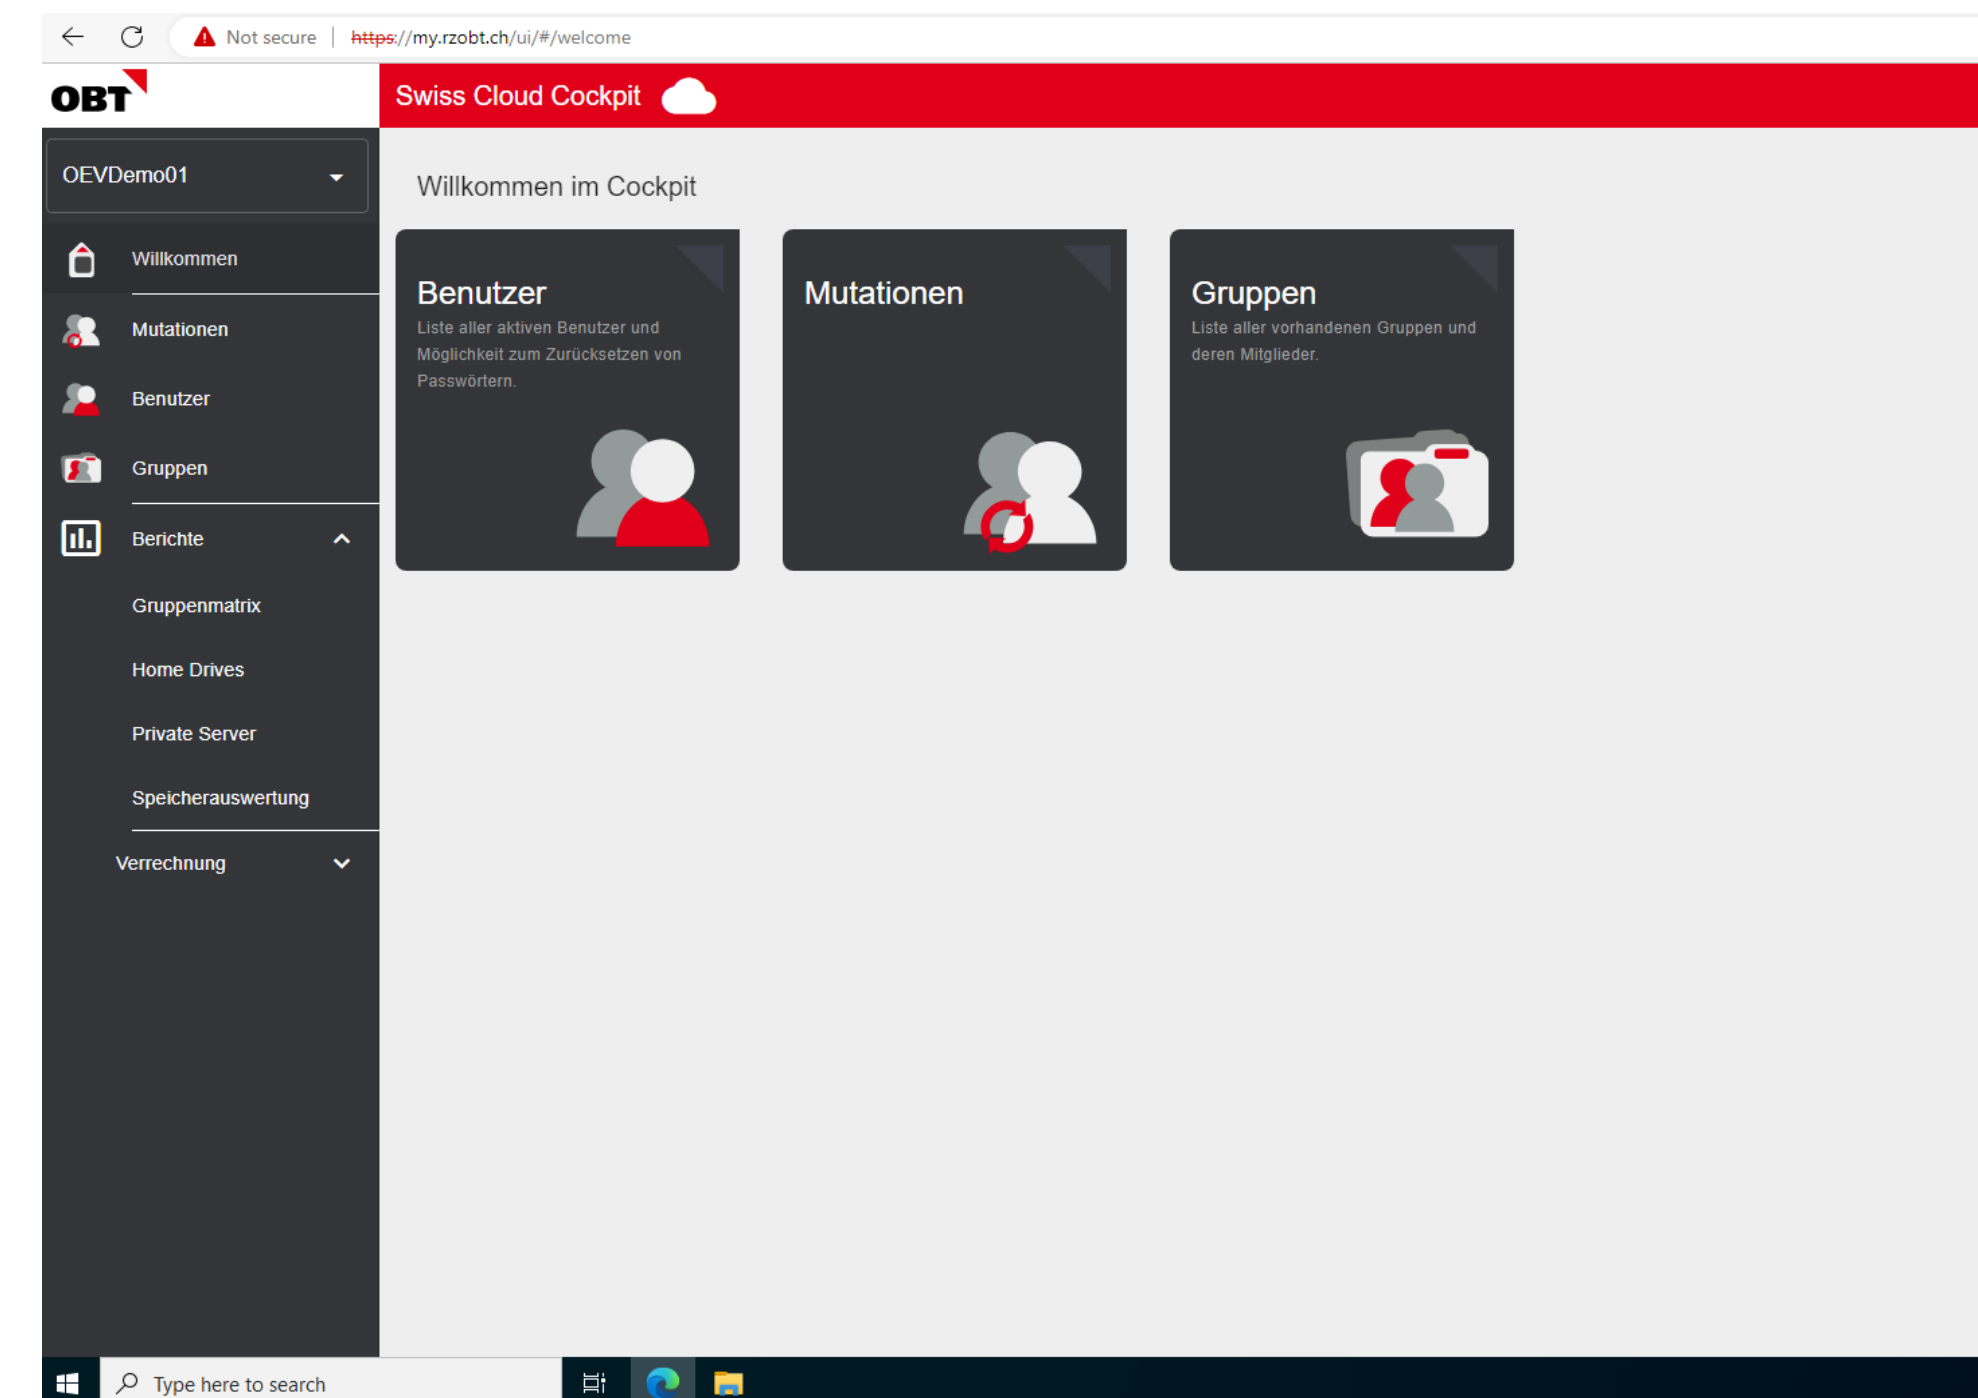 Not secure | https://my.rzobt.ch/ui/#/welcome
OBT
Swiss Cloud Cockpit
OEVDemo01
Willkommen
Mutationen
Benutzer
Gruppen
Berichte
Gruppenmatrix
Home Drives
Private Server
Speicherauswertung
Verrechnung
Willkommen im Cockpit
Benutzer
Liste aller aktiven Benutzer und
Möglichkeit zum Zurücksetzen von
Passwörtern.
Mutationen
Gruppen
Liste aller vorhandenen Gruppen und
deren Mitglieder.
Type here to search